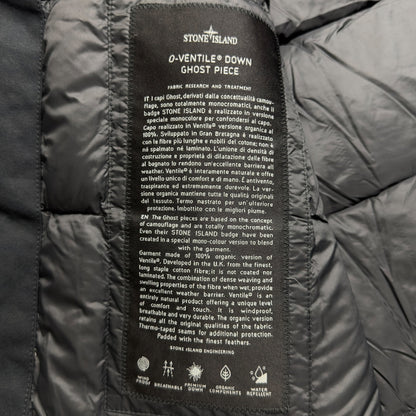 STONE ISLAND
O-VENTILE® DOWN
GHOST PIECE
FABRIC RESEARCH AND TREATMENT
IT I capi Ghost, derivati dalla concettualità camou-
flage, sono totalmente monocromatici, anche il
badge STONE ISLAND è realizzato in versione
speciale monocolore per confondersi al capo.
Capo realizzato in Ventile® versione organica al
100%. Sviluppato in Gran Bretagna è realizzato
con le fibre più lunghe e nobili del cotone; non è
né spalmato né laminato. L'unione di densità di
costruzione e proprietà di dilatazione delle fibre
al bagnato lo rendono un'eccellente barriera all
weather. Ventile® è interamente naturale e offre
un livello unico di comfort e di mano. È antivento,
traspirante ed estremamente durevole. La ver-
sione organica mantiene tutte le qualità originali
del tessuto. Termo nastrato per un'ulteriore
protezione. Imbottito con le migliori piume.
EN The Ghost pieces are based on the concept
of camouflage and are totally monochromatic.
Even their STONE ISLAND badge have been
created in a special mono-colour version to blend
with the garment.
Garment made of 100% organic version of
Ventile®. Developed in the U.K. from the finest,
long staple cotton fibre; it is not coated nor
laminated. The combination of dense weaving and
swelling properties of the fibre when wet, provide
an excellent weather barrier. Ventile® is an
entirely natural product offering a unique level
of comfort and touch. It is windproof,
breathable and very durable. The organic version
retains all the original qualities of the fabric.
Thermo-taped seams for additional protection.
Padded with the finest feathers.
STONE ISLAND ENGINEERING
WIND
PROOF
BREATHABLE
PREMIUM
DOWN
ORGANIC
COMPONENTS
WATER
REPELLENT